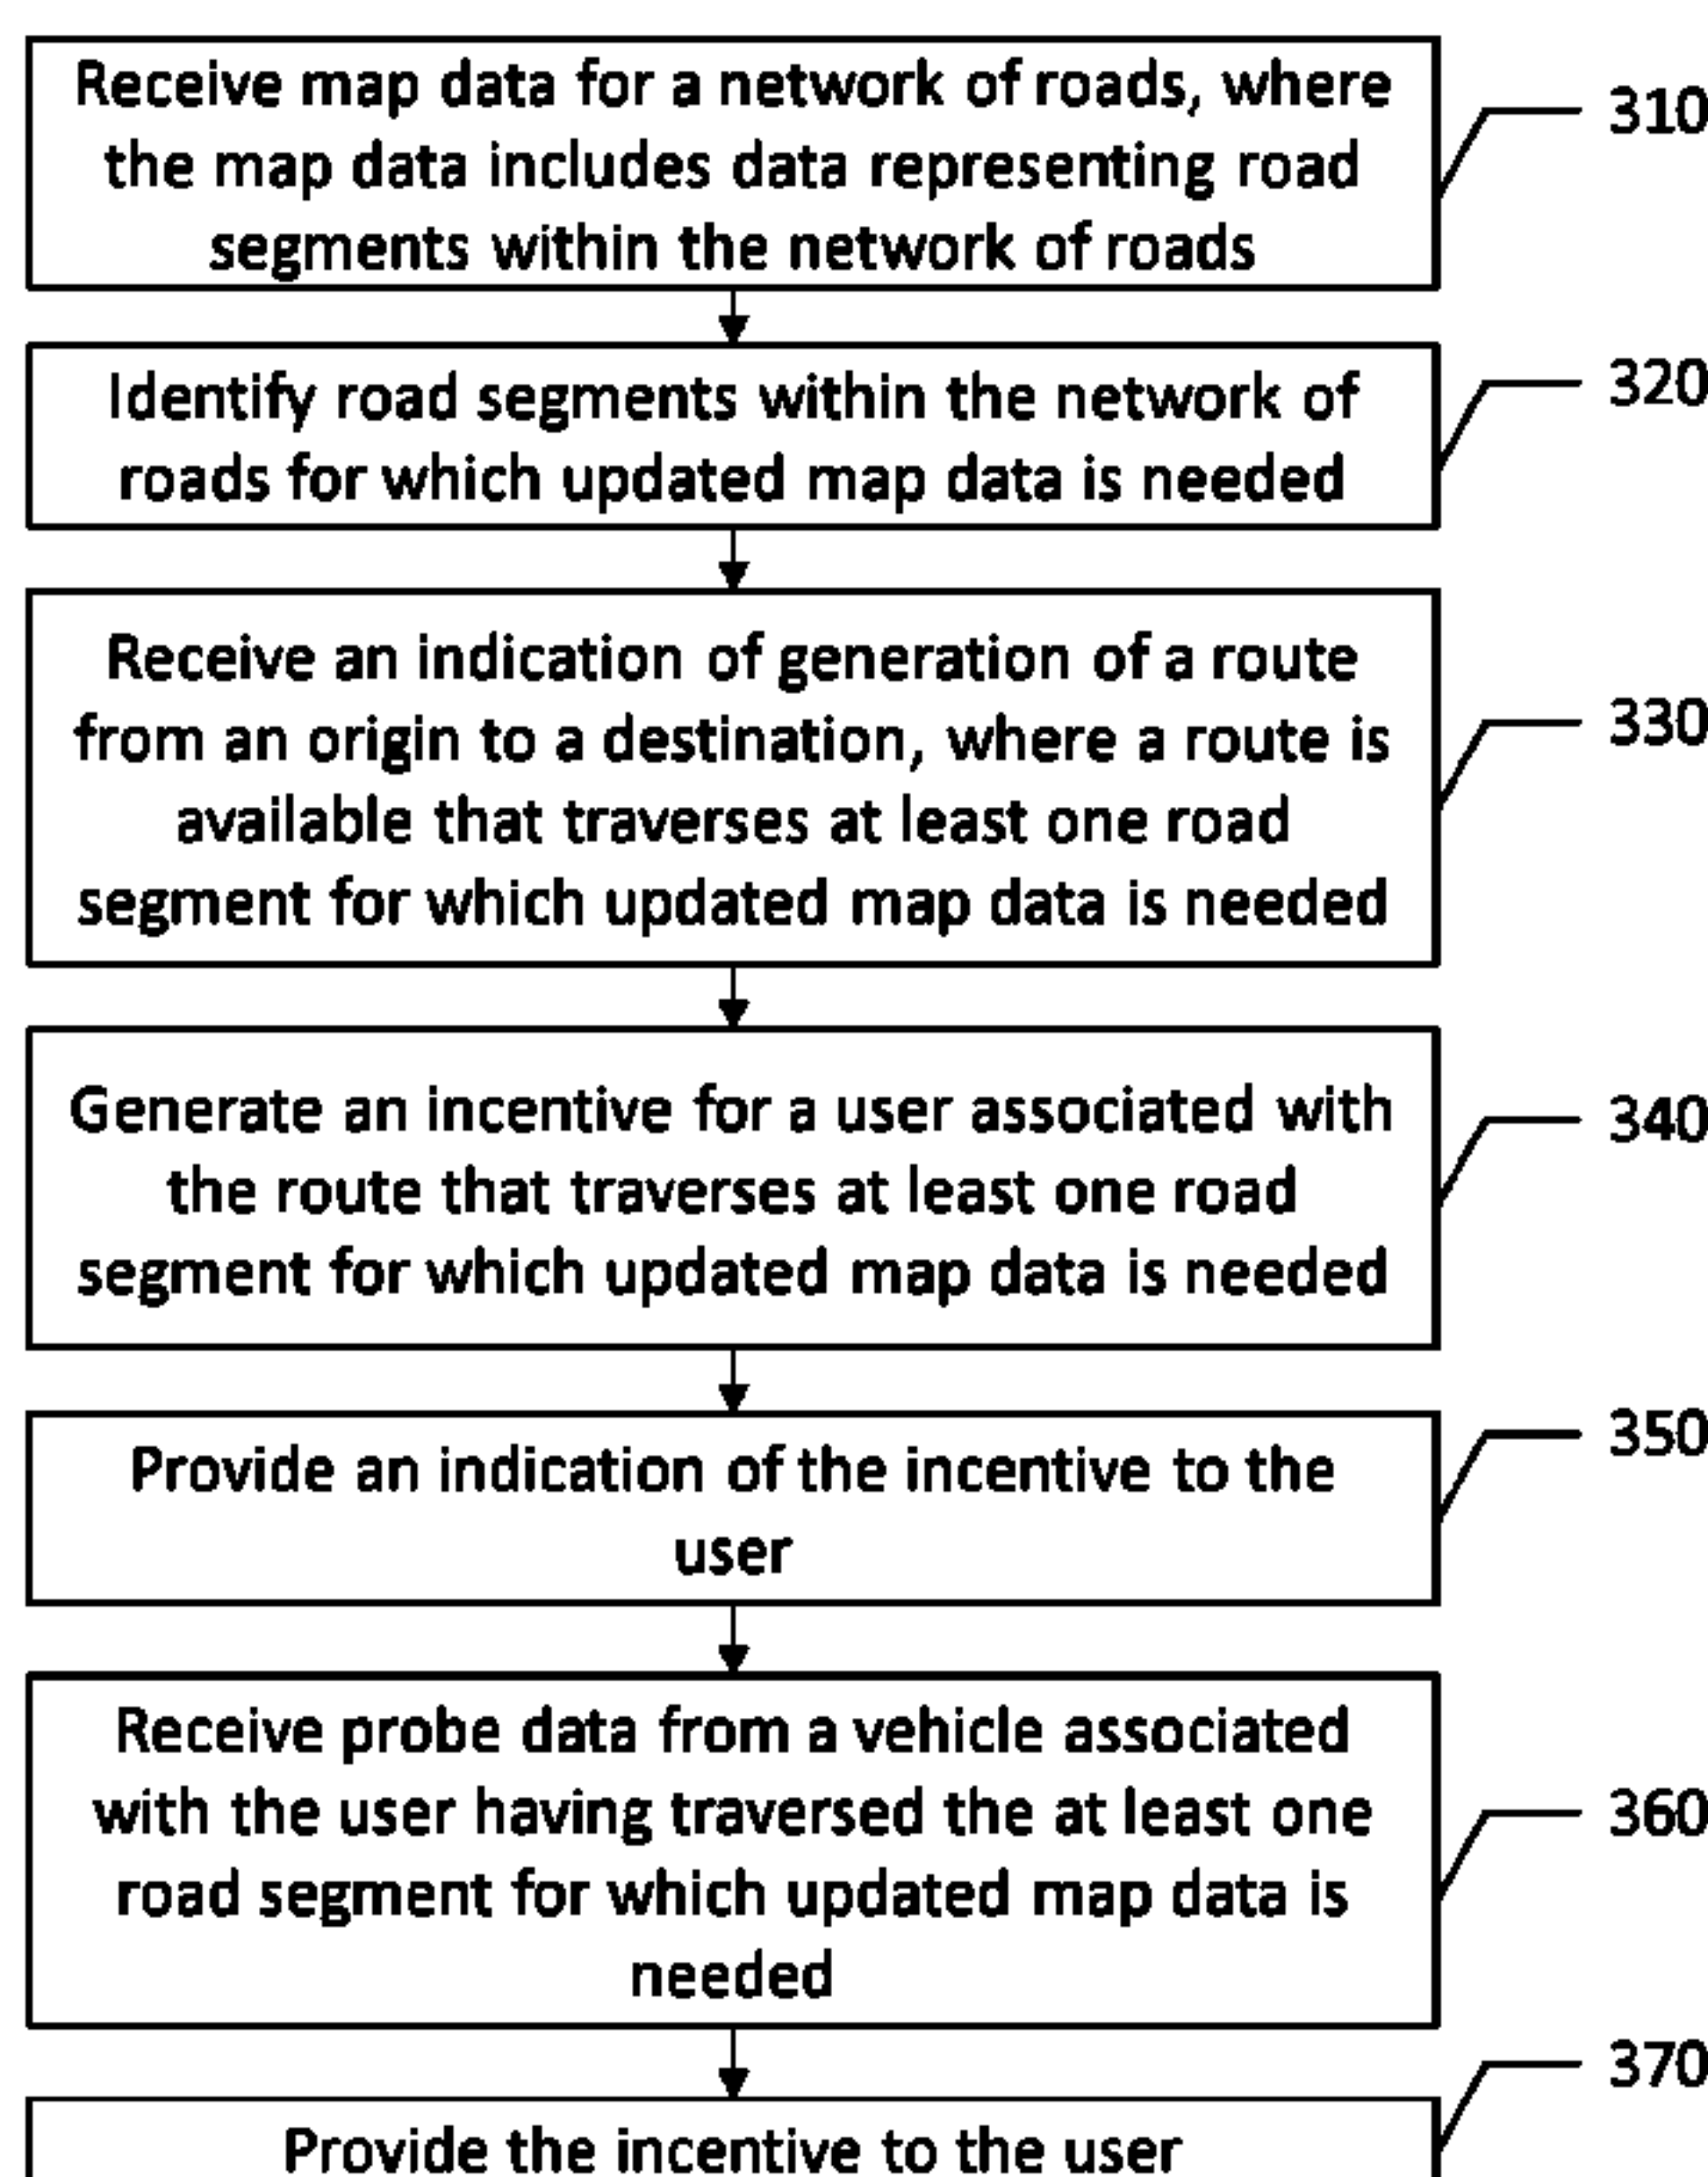 Receive map data for a network of roads, where
the map data includes data representing road
segments within the network of roads
310
Identify road segments within the network of
roads for which updated map data is needed
320
Receive an indication of generation of a route
from an origin to a destination, where a route is
available that traverses at least one road
segment for which updated map data is needed
330
Generate an incentive for a user associated with
the route that traverses at least one road
segment for which updated map data is needed
340
Provide an indication of the incentive to the
user
350
Receive probe data from a vehicle associated
with the user having traversed the at least one
road segment for which updated map data is
needed
360
Provide the incentive to the user
370